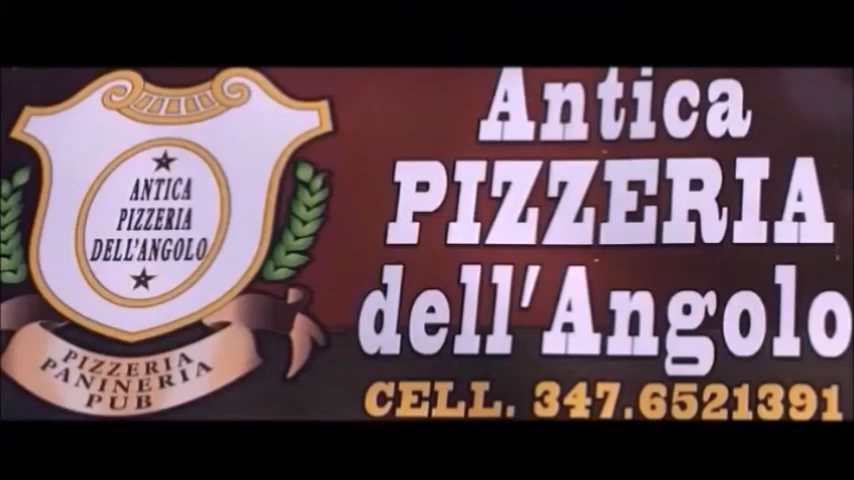 ANTICA
PIZZERIA
DELL'ANGOLO
PIZZERIA
PANINERIA
PUB
Antica
PIZZERIA
dell'Angolo
CELL. 347.6521391